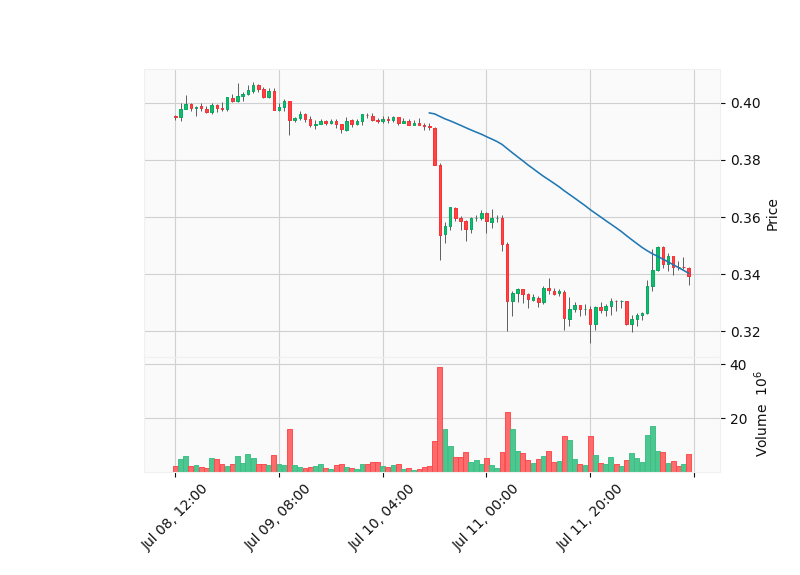 0.40
0.38
0.36
0.34
0.32
Price
40
20
Volume 10^6
Jul 08, 12:00
Jul 09, 08:00
Jul 10, 04:00
Jul 11, 00:00
Jul 11, 20:00